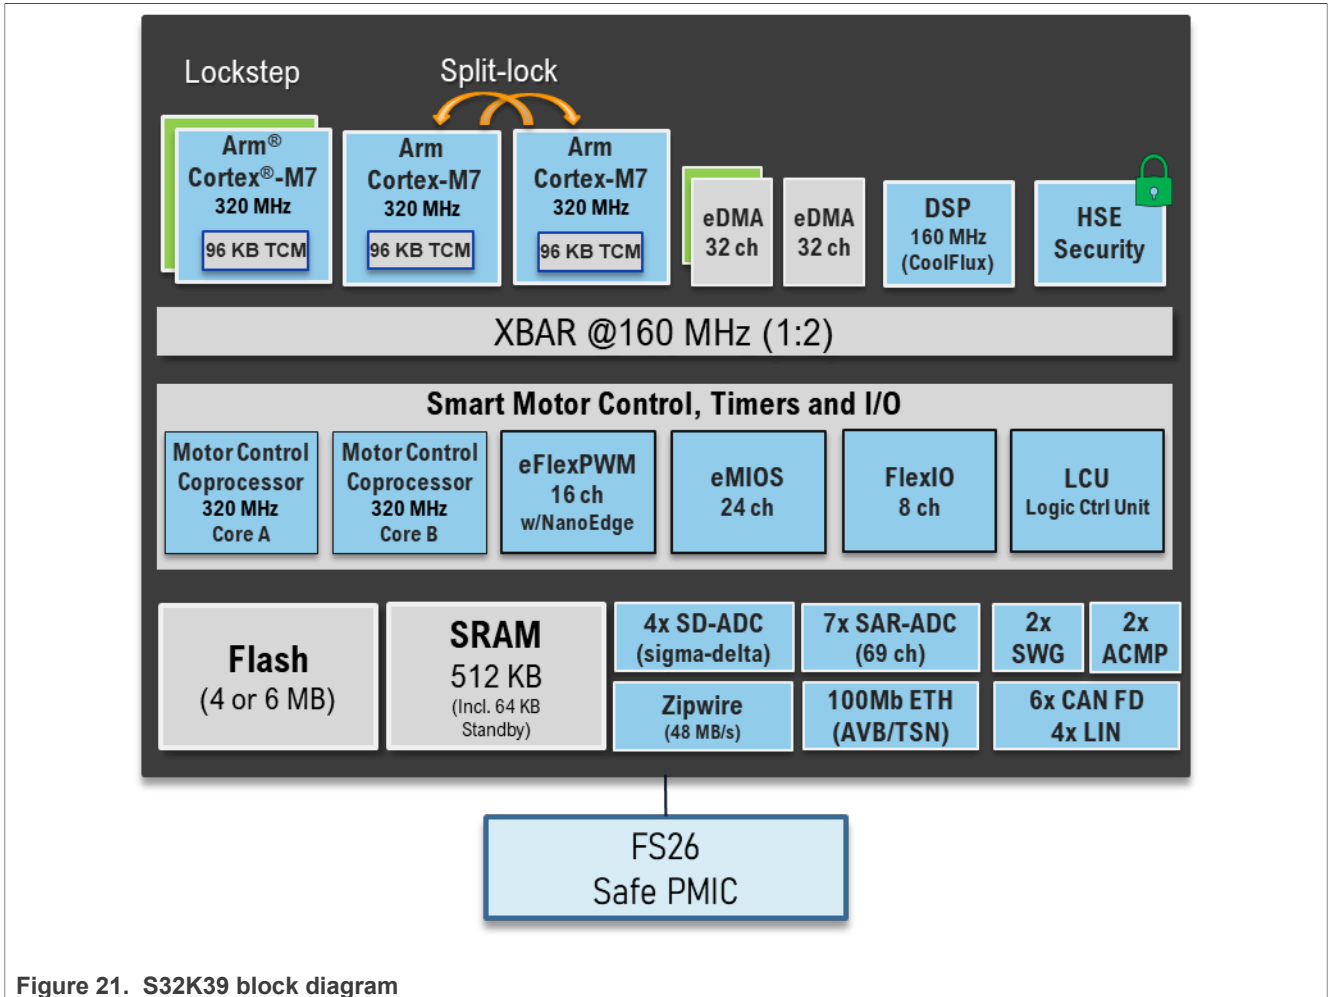 Lockstep
Split-lock
Arm®
Cortex®-M7
320 MHz
96 KB TCM
Arm
Cortex-M7
320 MHz
96 KB TCM
Arm
Cortex-M7
320 MHz
96 KB TCM
eDMA
32 ch
eDMA
32 ch
DSP
160 MHz
(CoolFlux)
HSE
Security
XBAR @160 MHz (1:2)
Smart Motor Control, Timers and I/O
Motor Control
Coprocessor
320 MHz
Core A
Motor Control
Coprocessor
320 MHz
Core B
eFlexPWM
16 ch
w/NanoEdge
eMIOS
24 ch
FlexIO
8 ch
LCU
Logic Ctrl Unit
Flash
(4 or 6 MB)
SRAM
512 KB
(Incl. 64 KB
Standby)
4x SD-ADC
(sigma-delta)
7x SAR-ADC
(69 ch)
2x
SWG
2x
ACMP
Zipwire
(48 MB/s)
100Mb ETH
(AVB/TSN)
6x CAN FD
4x LIN
FS26
Safe PMIC
Figure 21. S32K39 block diagram